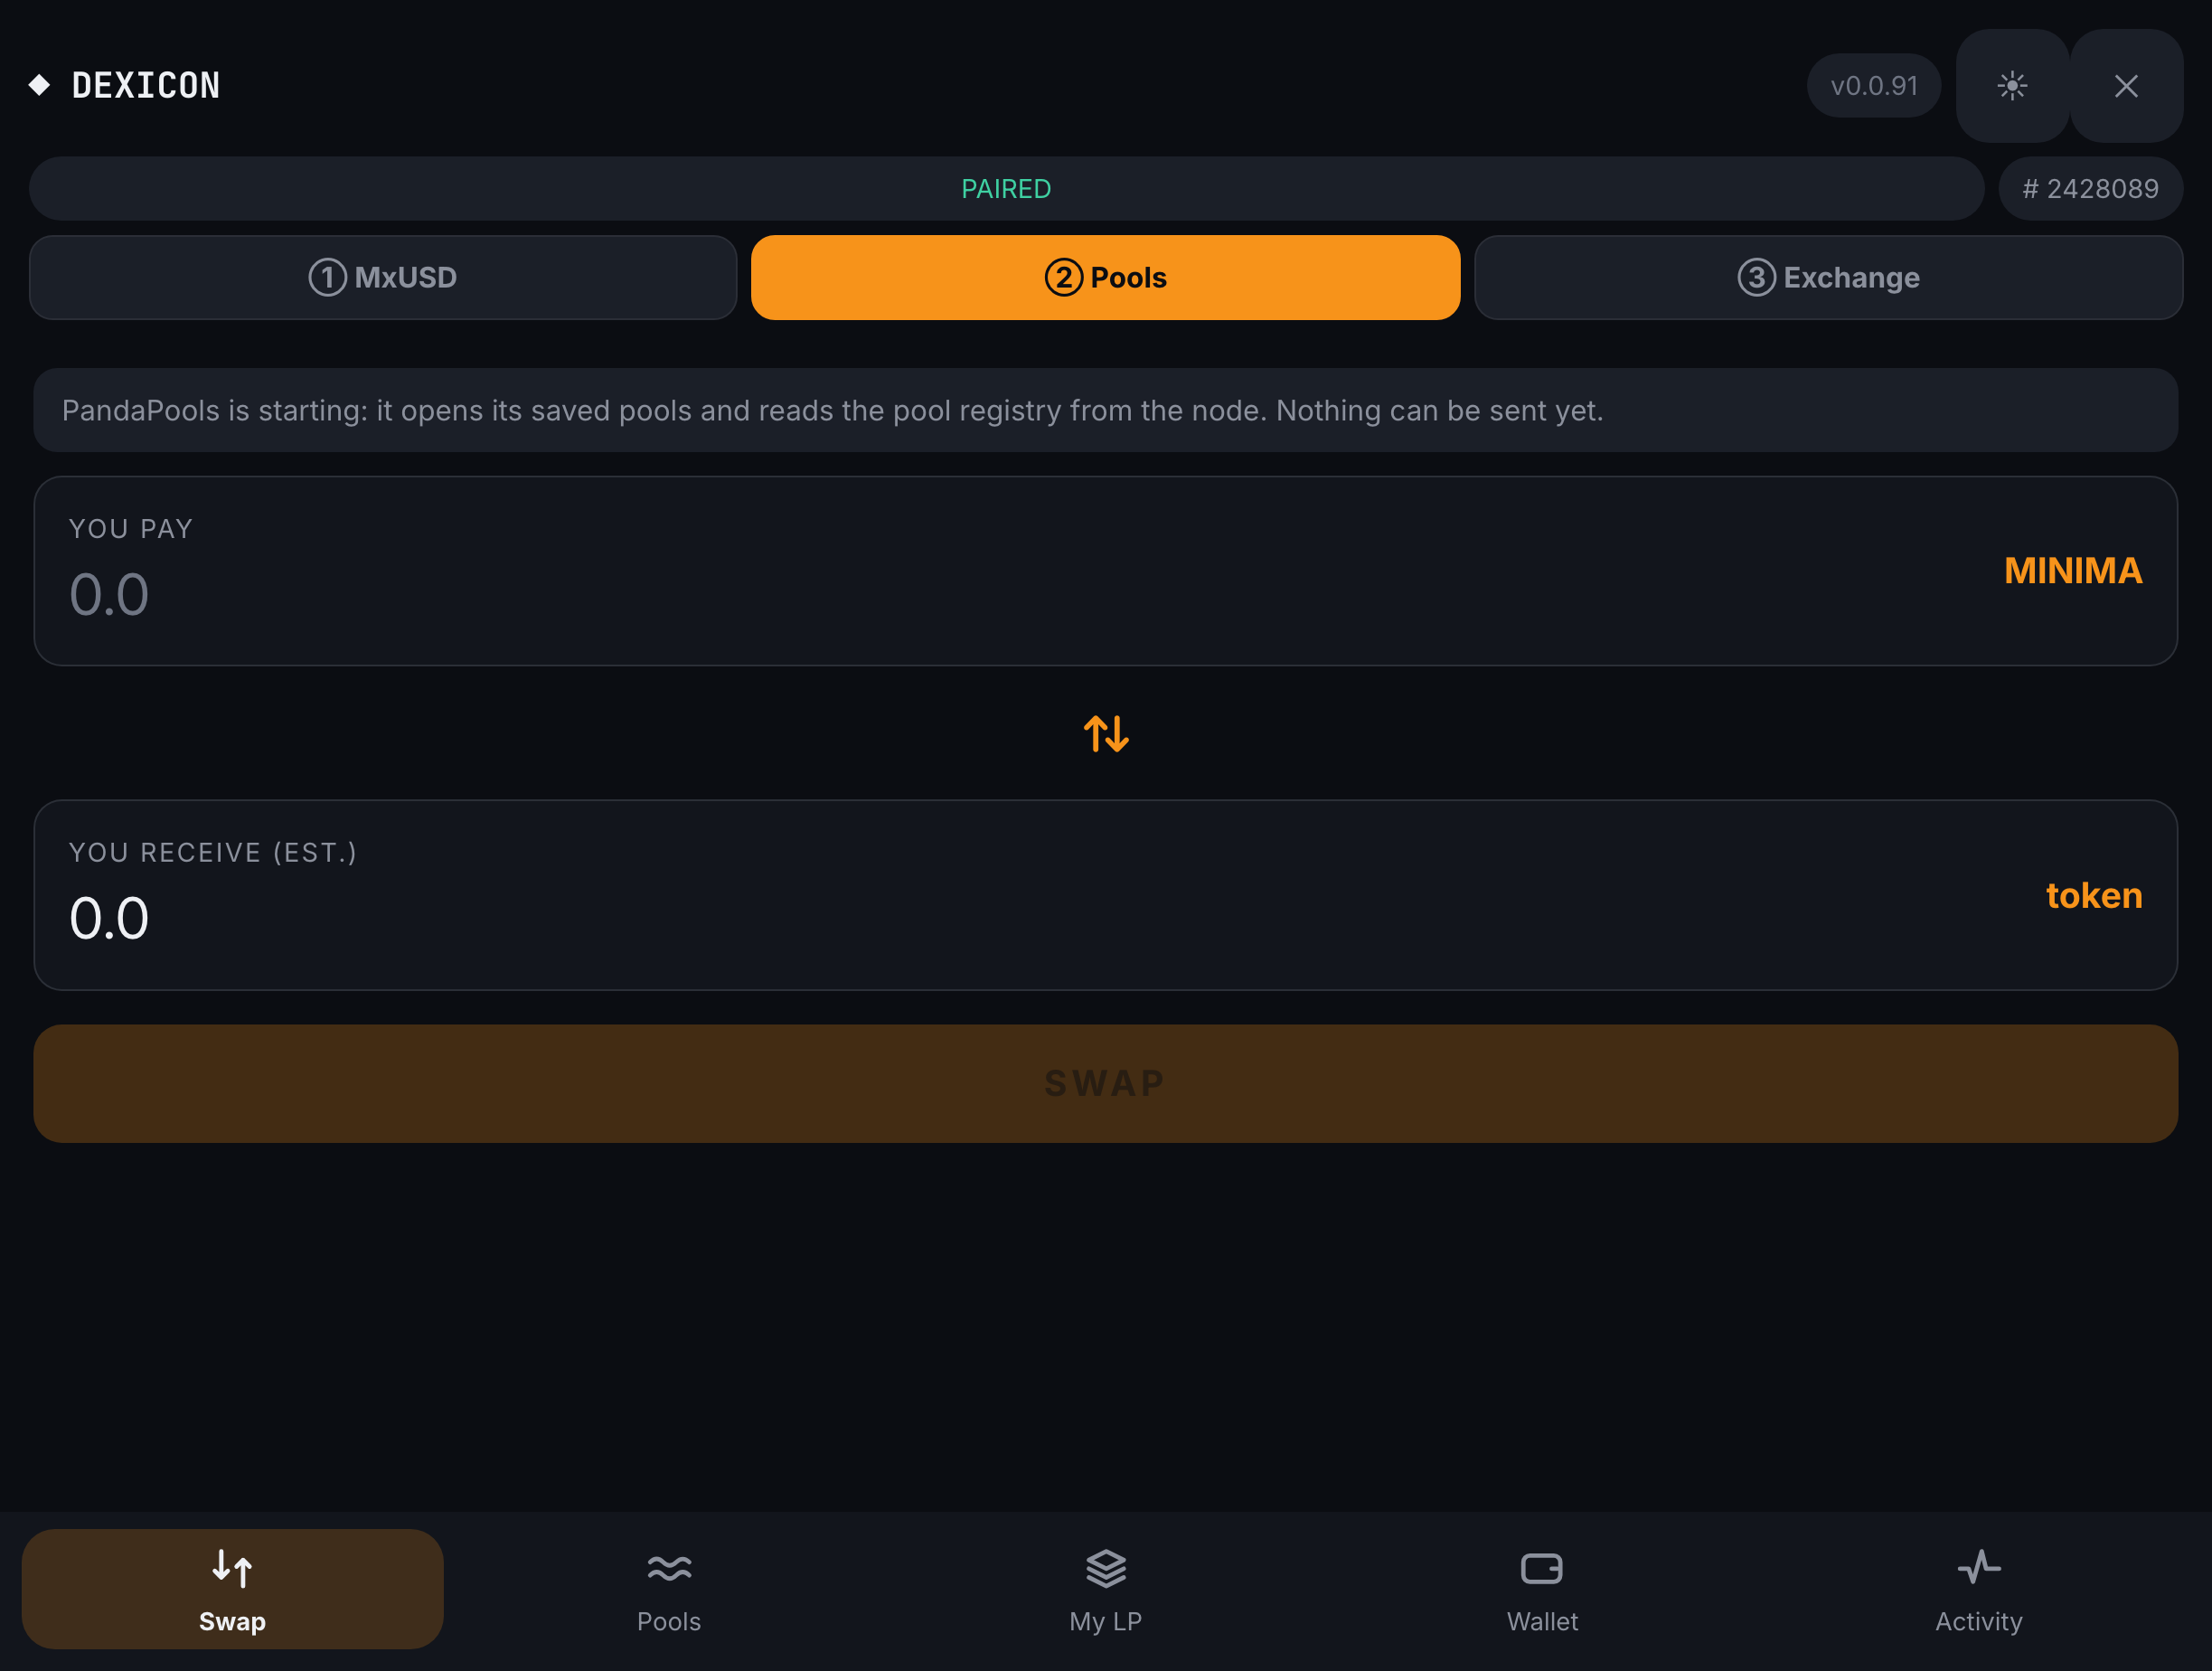 DEXICON
v0.0.91
PAIRED
# 2428089
① MxUSD
② Pools
③ Exchange
PandaPools is starting: it opens its saved pools and reads the pool registry from the node. Nothing can be sent yet.
YOU PAY
0.0
MINIMA
YOU RECEIVE (EST.)
0.0
token
SWAP
Swap
Pools
My LP
Wallet
Activity